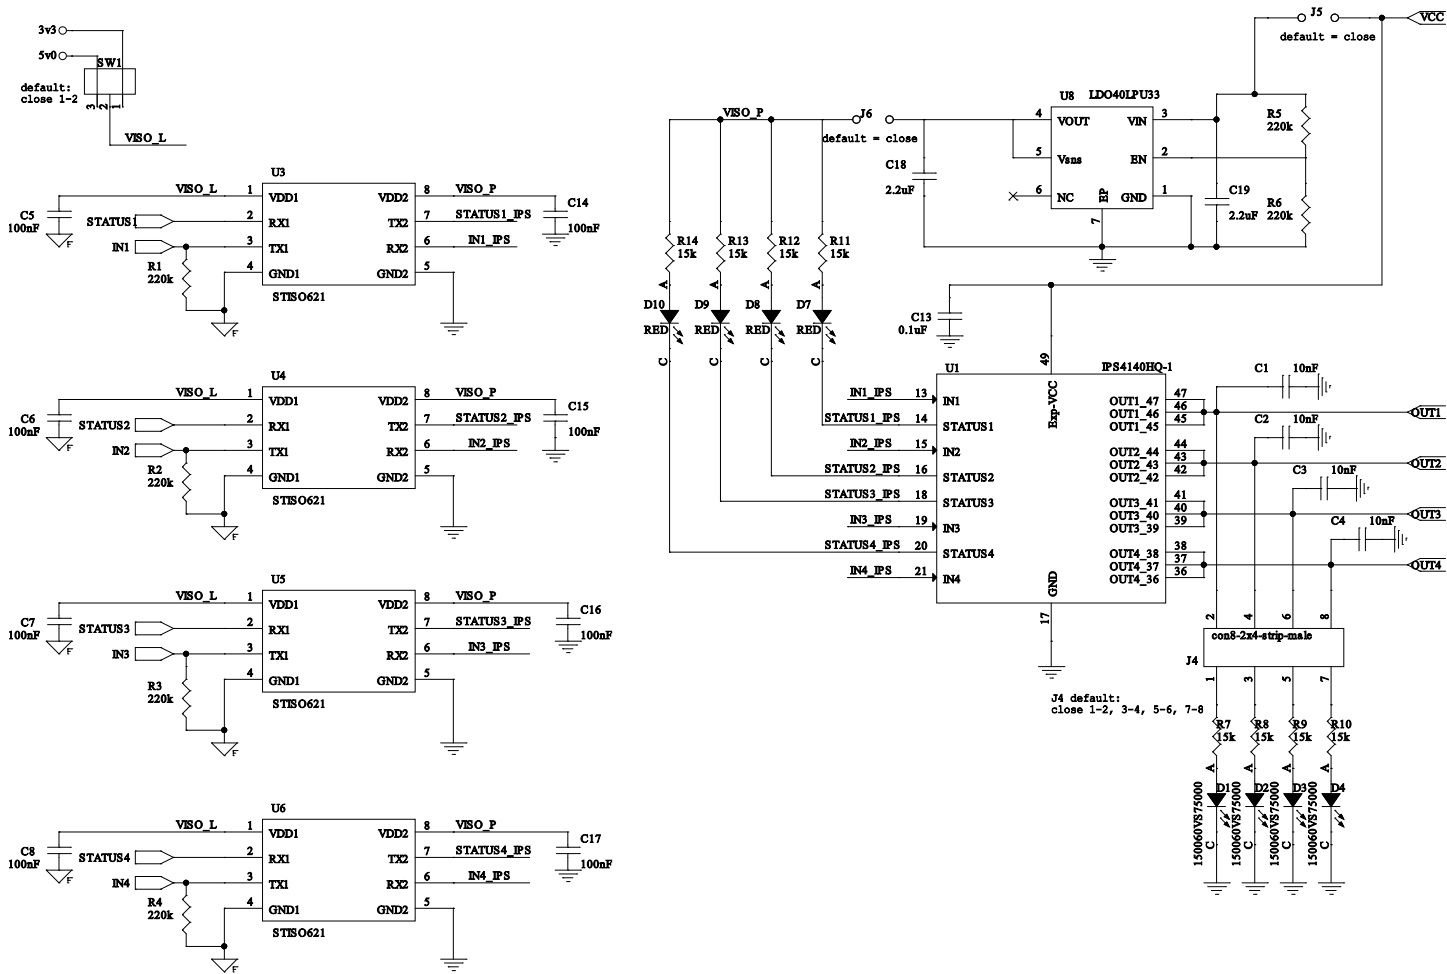 3v3
5v0
SW1
default:
close 1-2
3 2 1
VISO_L
U3
VISO_L 1 VDD1 VDD2 8 VISO_P
C5 100nF
STATUS1 2 RX1 TX2 7 STATUS1_IPS
C14 100nF
IN1 3 TX1 RX2 6 IN1_IPS
R1 220k
4 GND1 GND2 5
STISO621
F F
U4
VISO_L 1 VDD1 VDD2 8 VISO_P
C6 100nF
STATUS2 2 RX1 TX2 7 STATUS2_IPS
C15 100nF
IN2 3 TX1 RX2 6 IN2_IPS
R2 220k
4 GND1 GND2 5
STISO621
F F
U5
VISO_L 1 VDD1 VDD2 8 VISO_P
C7 100nF
STATUS3 2 RX1 TX2 7 STATUS3_IPS
C16 100nF
IN3 3 TX1 RX2 6 IN3_IPS
R3 220k
4 GND1 GND2 5
STISO621
F F
U6
VISO_L 1 VDD1 VDD2 8 VISO_P
C8 100nF
STATUS4 2 RX1 TX2 7 STATUS4_IPS
C17 100nF
IN4 3 TX1 RX2 6 IN4_IPS
R4 220k
4 GND1 GND2 5
STISO621
F F
J5
default = close
VCC
U8 LDO40LPU33
VISO_P
J6
default = close
4 VOUT VIN 3
5 Vsns EN 2
6 NC EP GND 1
7
C18
2.2uF
C19
2.2uF
R5
220k
R6
220k
R14 15k
R13 15k
R12 15k
R11 15k
A A A A
D10 D9 D8 D7
RED RED RED RED
C C C C
C13
0.1uF
49
U1 IPS4140HQ-1
Exp-VCC
IN1_IPS 13 IN1
STATUS1_IPS 14 STATUS1
IN2_IPS 15 IN2
STATUS2_IPS 16 STATUS2
STATUS3_IPS 18 STATUS3
IN3_IPS 19 IN3
STATUS4_IPS 20 STATUS4
IN4_IPS 21 IN4
GND
17
OUT1_47 47
OUT1_46 46
OUT1_45 45
OUT2_44 44
OUT2_43 43
OUT2_42 42
OUT3_41 41
OUT3_40 40
OUT3_39 39
OUT4_38 38
OUT4_37 37
OUT4_36 36
C1 10nF
OUT1
C2 10nF
OUT2
C3 10nF
OUT3
C4 10nF
OUT4
2 4 6 8
con8-2x4-strip-male
J4
1 3 5 7
J4 default:
close 1-2, 3-4, 5-6, 7-8
R7 15k
R8 15k
R9 15k
R10 15k
A A A A
D1 D2 D3 D4
150060VS75000
150060VS75000
150060VS75000
150060VS75000
C C C C